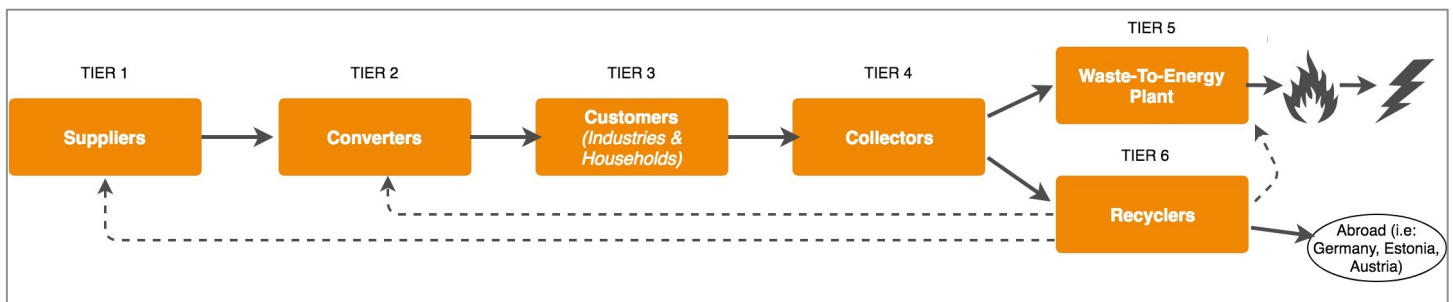 TIER 1
Suppliers
TIER 2
Converters
TIER 3
Customers
(Industries &
Households)
TIER 4
Collectors
TIER 5
Waste-To-Energy
Plant
TIER 6
Recyclers
Abroad (i.e:
Germany, Estonia,
Austria)